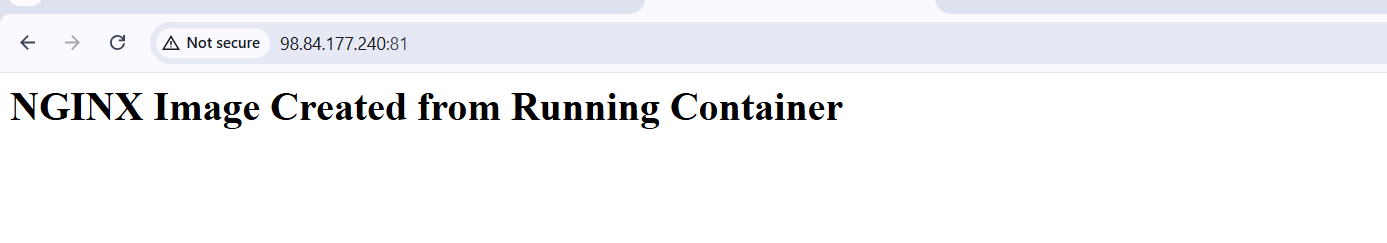 Not secure 98.84.177.240:81
NGINX Image Created from Running Container